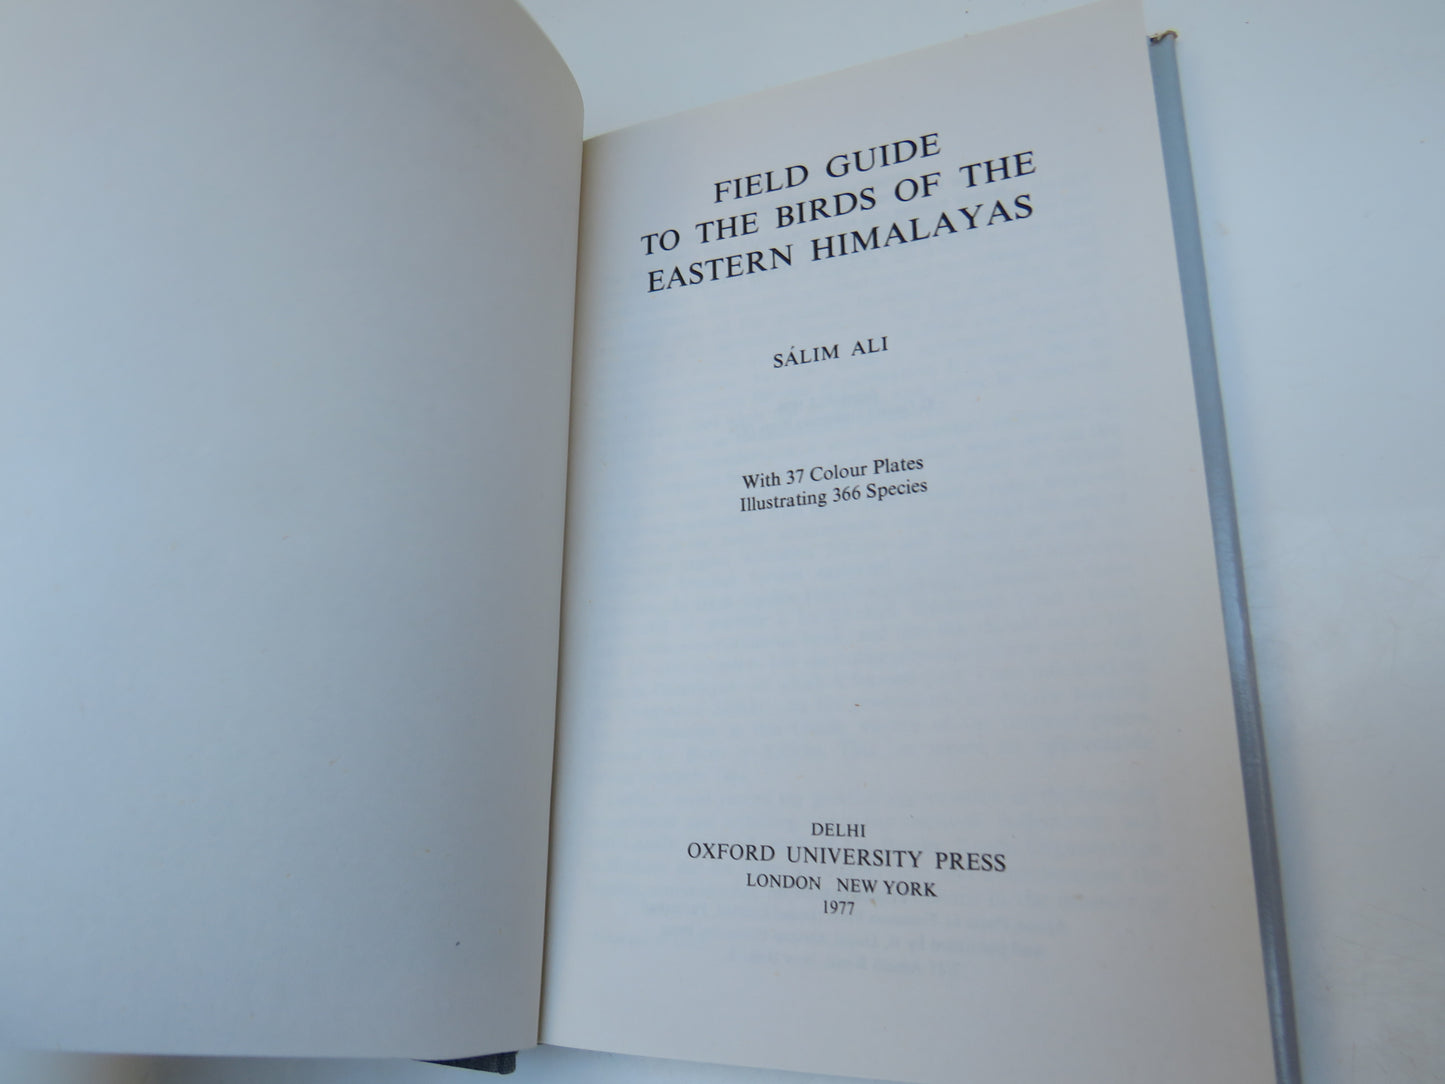 FIELD GUIDE
TO THE BIRDS OF THE
EASTERN HIMALAYAS
SÁLIM ALI
With 37 Colour Plates
Illustrating 366 Species
DELHI
OXFORD UNIVERSITY PRESS
LONDON NEW YORK
1977